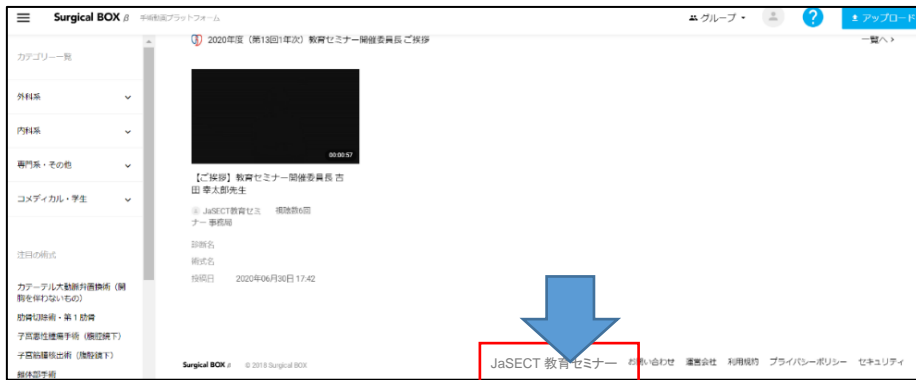 Surgical BOX β 手術動画プラットフォーム
グループ
?
アップロード
カテゴリー一覧
外科系
内科系
専門系・その他
コメディカル・学生
注目の術式
カテーテル大動脈弁置換術（開
胸を伴わないもの）
肋骨切除術・第１肋骨
子宮悪性腫瘍手術（腹腔鏡下）
子宮筋腫核出術（腹腔鏡下）
錐体部手術
2020年度（第13回1年次）教育セミナー開催委員長ご挨拶
一覧へ ›
00:00:57
【ご挨拶】教育セミナー開催委員長 吉
田 幸太郎先生
JaSECT教育セミ
ナー 事務局
視聴数6回
診断名
術式名
投稿日 2020年06月30日 17:42
Surgical BOX β © 2018 Surgical BOX
JaSECT 教育セミナー
お問い合わせ 運営会社 利用規約 プライバシーポリシー セキュリティ